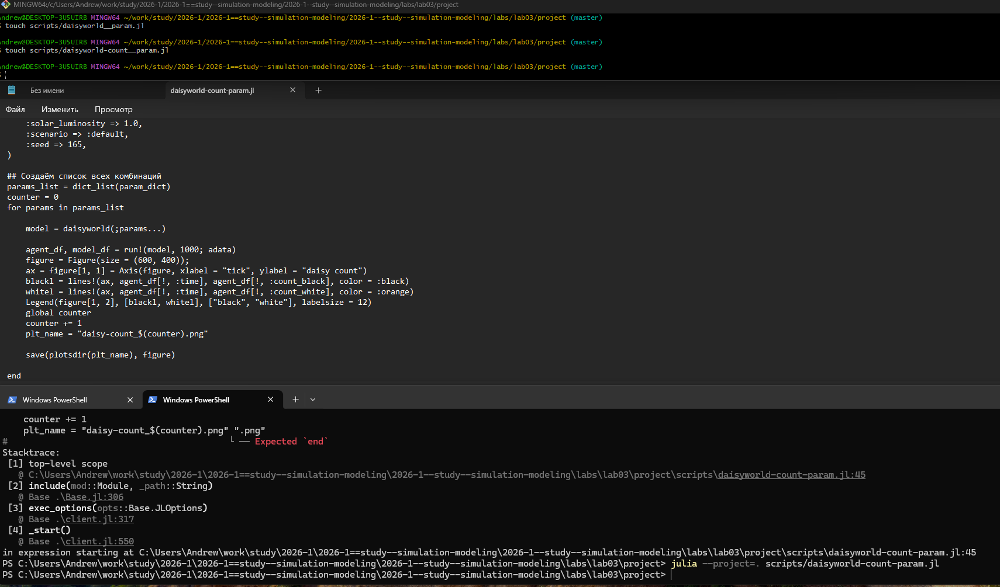 MINGW64:/c/Users/Andrew/work/study/2026-1/2026-1==study--simulation-modeling/2026-1--study--simulation-modeling/labs/lab03/project
Andrew@DESKTOP-3U5UIRB MINGW64 ~/work/study/2026-1/2026-1==study--simulation-modeling/2026-1--study--simulation-modeling/labs/lab03/project (master)
$ touch scripts/daisyworld__param.jl
Andrew@DESKTOP-3U5UIRB MINGW64 ~/work/study/2026-1/2026-1==study--simulation-modeling/2026-1--study--simulation-modeling/labs/lab03/project (master)
$ touch scripts/daisyworld-count__param.jl
Andrew@DESKTOP-3U5UIRB MINGW64 ~/work/study/2026-1/2026-1==study--simulation-modeling/2026-1--study--simulation-modeling/labs/lab03/project (master)
$
Без имени daisyworld-count-param.jl
Файл Изменить Просмотр
:solar_luminosity => 1.0,
:scenario => :default,
:seed => 165,
)
## Создаём список всех комбинаций
params_list = dict_list(param_dict)
counter = 0
for params in params_list
model = daisyworld(;params...)
agent_df, model_df = run!(model, 1000; adata)
figure = Figure(size = (600, 400));
ax = figure[1, 1] = Axis(figure, xlabel = "tick", ylabel = "daisy count")
blackl = lines!(ax, agent_df[!, :time], agent_df[!, :count_black], color = :black)
whitel = lines!(ax, agent_df[!, :time], agent_df[!, :count_white], color = :orange)
Legend(figure[1, 2], [blackl, whitel], ["black", "white"], labelsize = 12)
global counter
counter += 1
plt_name = "daisy-count_$(counter).png"
save(plotsdir(plt_name), figure)
end
Windows PowerShell Windows PowerShell
counter += 1
plt_name = "daisy-count_$(counter).png" ".png"
# └ ── Expected `end`
Stacktrace:
[1] top-level scope
@ C:\Users\Andrew\work\study\2026-1\2026-1==study--simulation-modeling\2026-1--study--simulation-modeling\labs\lab03\project\scripts\daisyworld-count-param.jl:45
[2] include(mod::Module, _path::String)
@ Base .\Base.jl:306
[3] exec_options(opts::Base.JLOptions)
@ Base .\client.jl:317
[4] _start()
@ Base .\client.jl:550
in expression starting at C:\Users\Andrew\work\study\2026-1\2026-1==study--simulation-modeling\2026-1--study--simulation-modeling\labs\lab03\project\scripts\daisyworld-count-param.jl:45
PS C:\Users\Andrew\work\study\2026-1\2026-1==study--simulation-modeling\2026-1--study--simulation-modeling\labs\lab03\project> julia --project=. scripts/daisyworld-count-param.jl
PS C:\Users\Andrew\work\study\2026-1\2026-1==study--simulation-modeling\2026-1--study--simulation-modeling\labs\lab03\project>